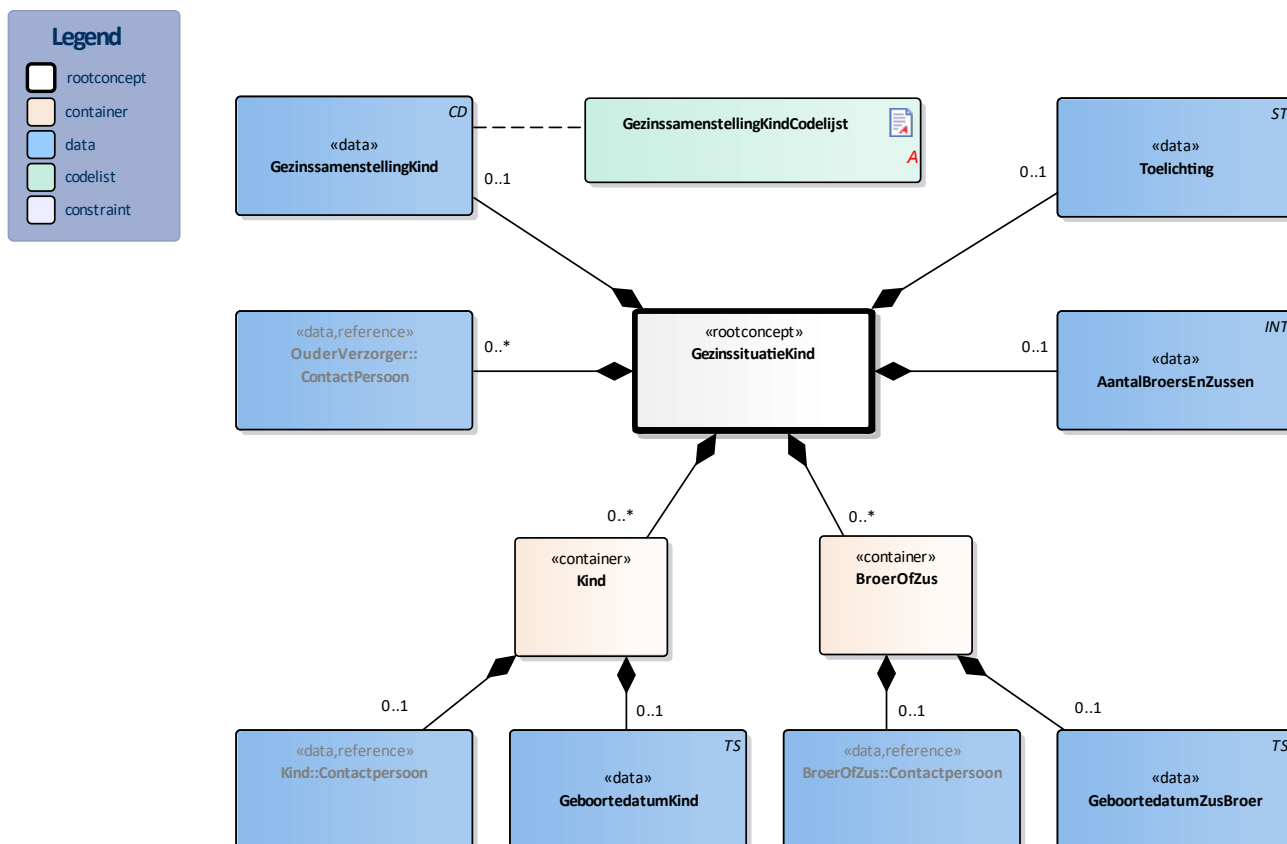 Legend
rootconcept
container
data
codelist
constraint
CD
«data»
GezinssamenstellingKind
0..1
GezinssamenstellingKindCodelijst
A
ST
«data»
Toelichting
0..1
«data,reference»
OuderVerzorger::
ContactPersoon
0..*
«rootconcept»
GezinssituatieKind
0..1
INT
«data»
AantalBroersEnZussen
0..*
«container»
Kind
0..*
«container»
BroerOfZus
0..1
«data,reference»
Kind::Contactpersoon
0..1
TS
«data»
GeboortedatumKind
0..1
«data,reference»
BroerOfZus::Contactpersoon
0..1
TS
«data»
GeboortedatumZusBroer